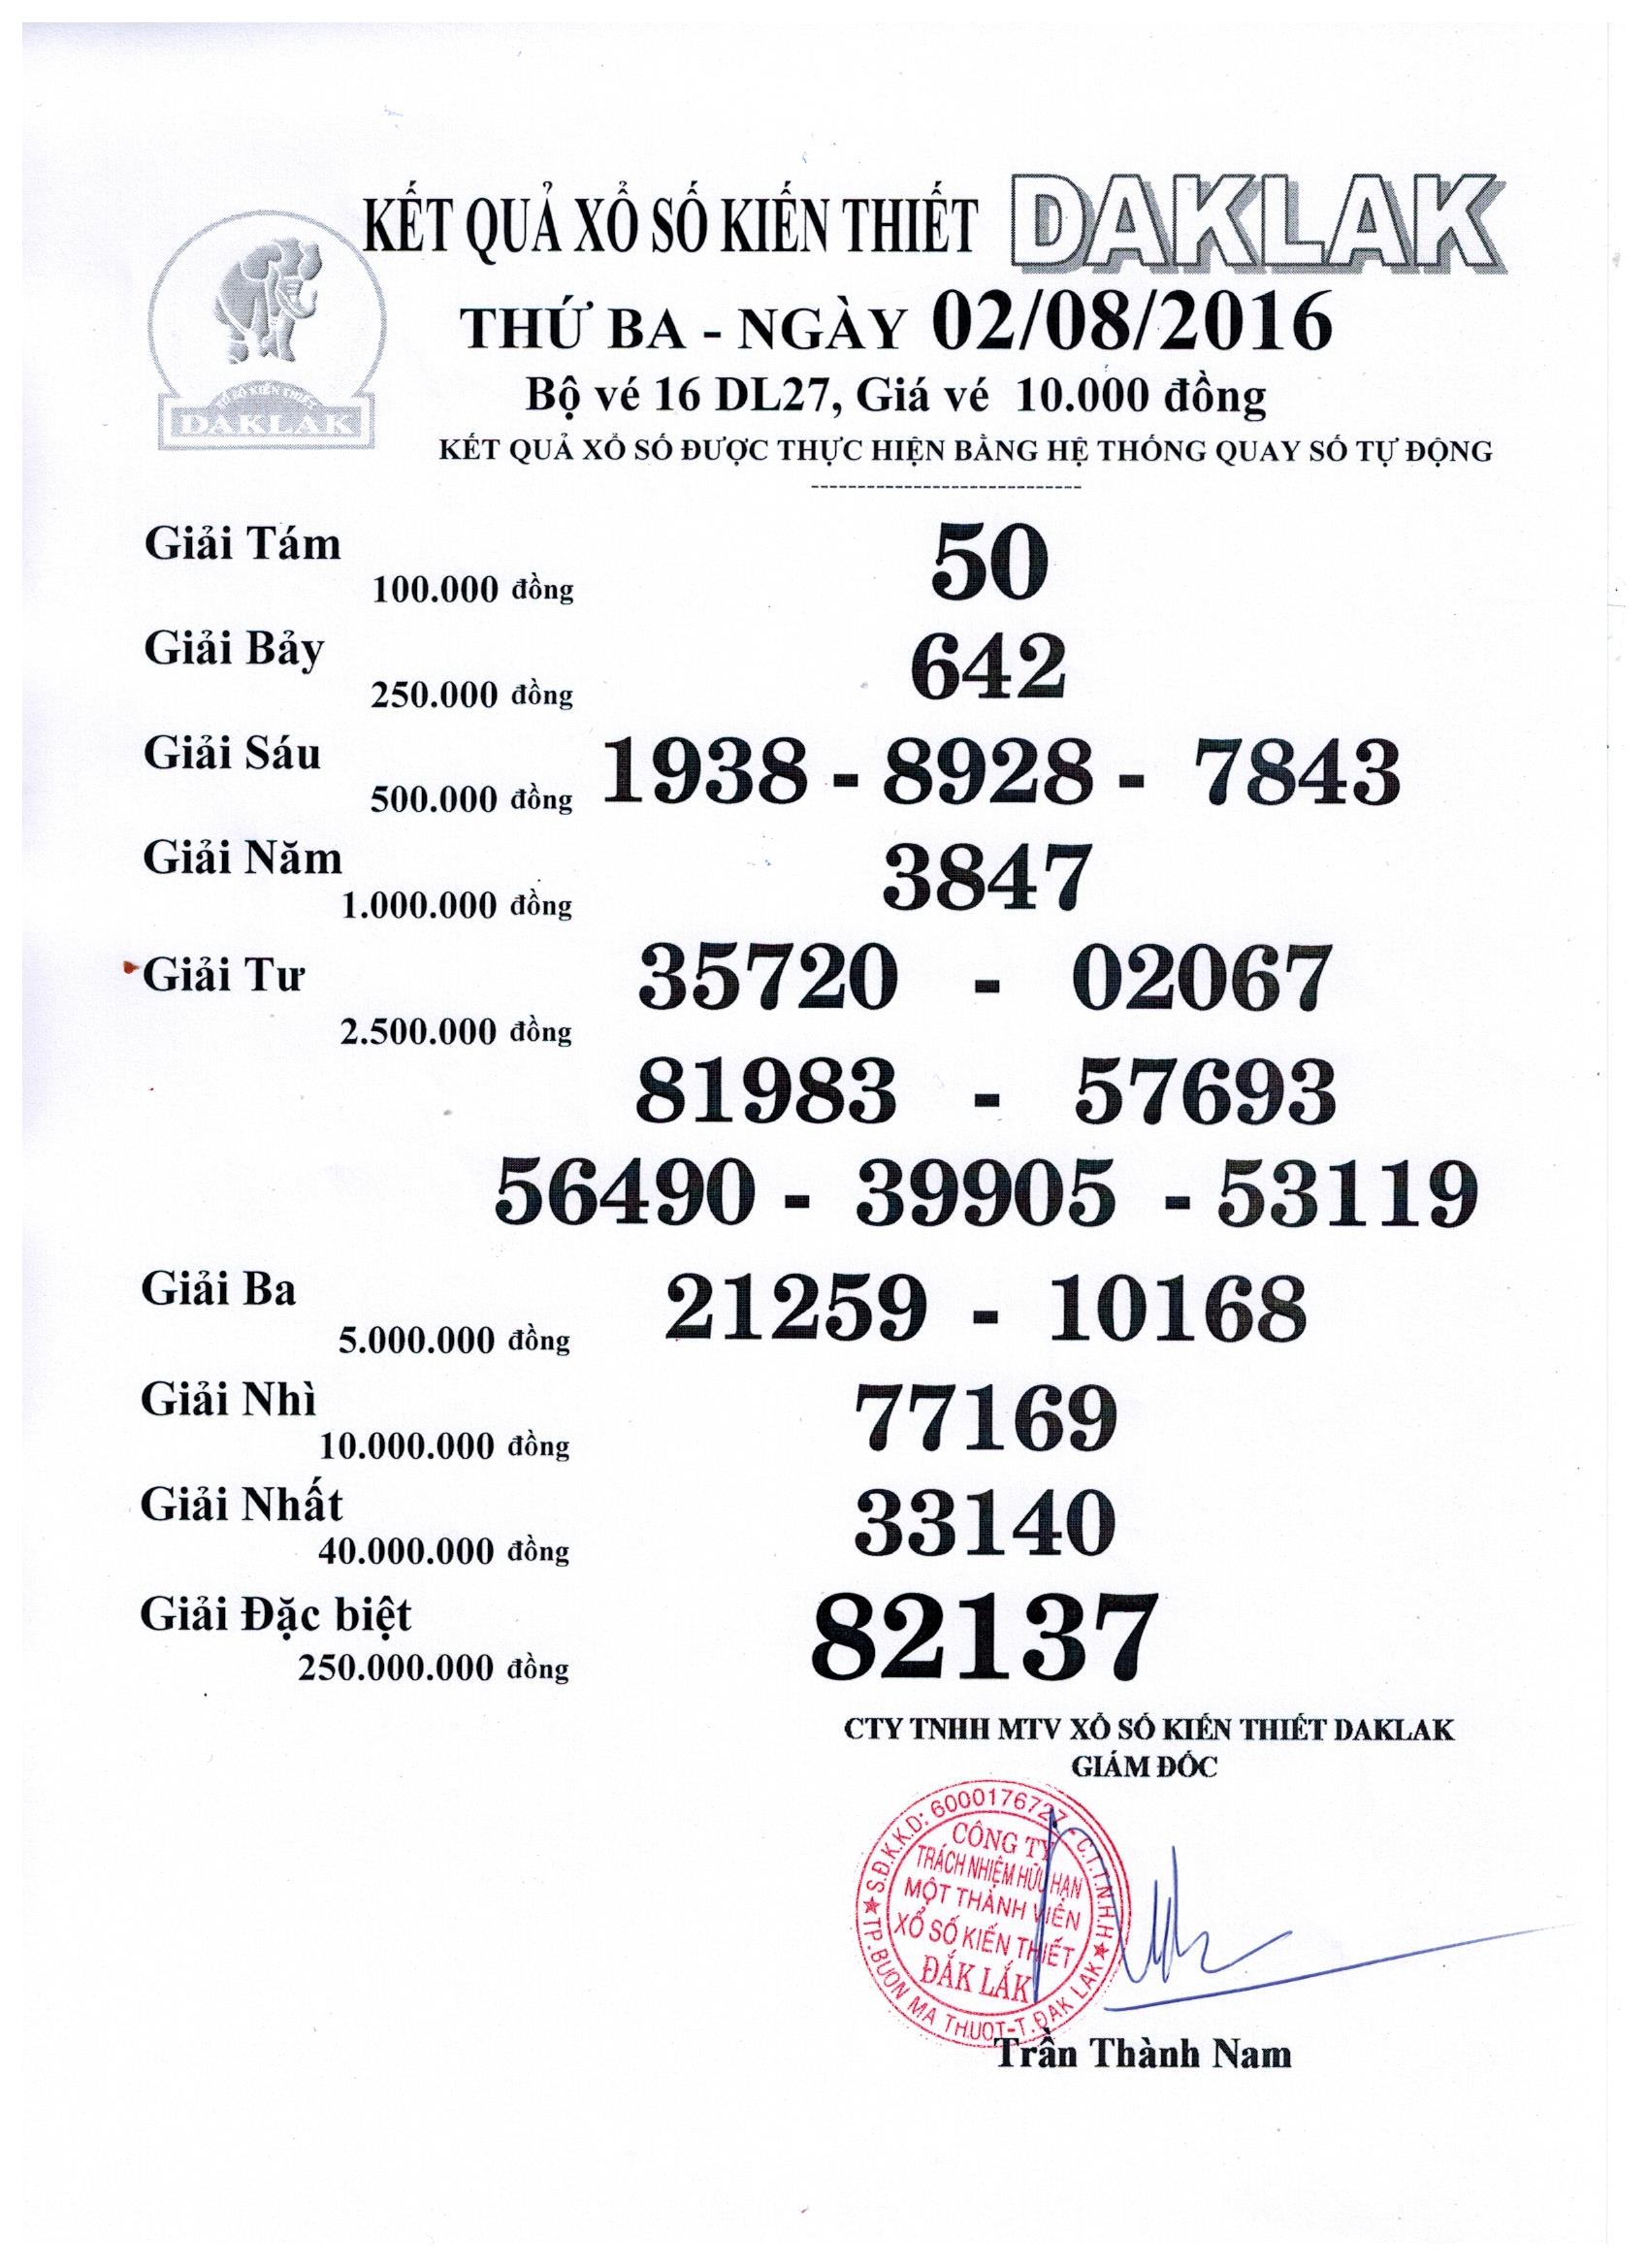 KẾT QUẢ XỔ SỐ KIẾN THIẾT DAKLAK
THỨ BA - NGÀY 02/08/2016
Bộ vé 16 DL27, Giá vé 10.000 đồng
XỔ SỐ KIẾN THIẾT
DAKLAK
KẾT QUẢ XỔ SỐ ĐƯỢC THỰC HIỆN BẰNG HỆ THỐNG QUAY SỐ TỰ ĐỘNG
-----------------------------
Giải Tám 50
100.000 đồng
Giải Bảy 642
250.000 đồng
Giải Sáu 1938 - 8928 - 7843
500.000 đồng
Giải Năm 3847
1.000.000 đồng
Giải Tư 35720 - 02067
2.500.000 đồng
81983 - 57693
56490 - 39905 - 53119
Giải Ba 21259 - 10168
5.000.000 đồng
Giải Nhì 77169
10.000.000 đồng
Giải Nhất 33140
40.000.000 đồng
Giải Đặc biệt 82137
250.000.000 đồng
CTY TNHH MTV XỔ SỐ KIẾN THIẾT DAKLAK
GIÁM ĐỐC
S.Đ.K.K.D: 6000176727 - C.T.T.N.H.H
CÔNG TY
TRÁCH NHIỆM HỮU HẠN
MỘT THÀNH VIÊN
XỔ SỐ KIẾN THIẾT
ĐẮK LẮK
TP.BUÔN MA THUỘT-T.ĐAK LAK
Trần Thành Nam